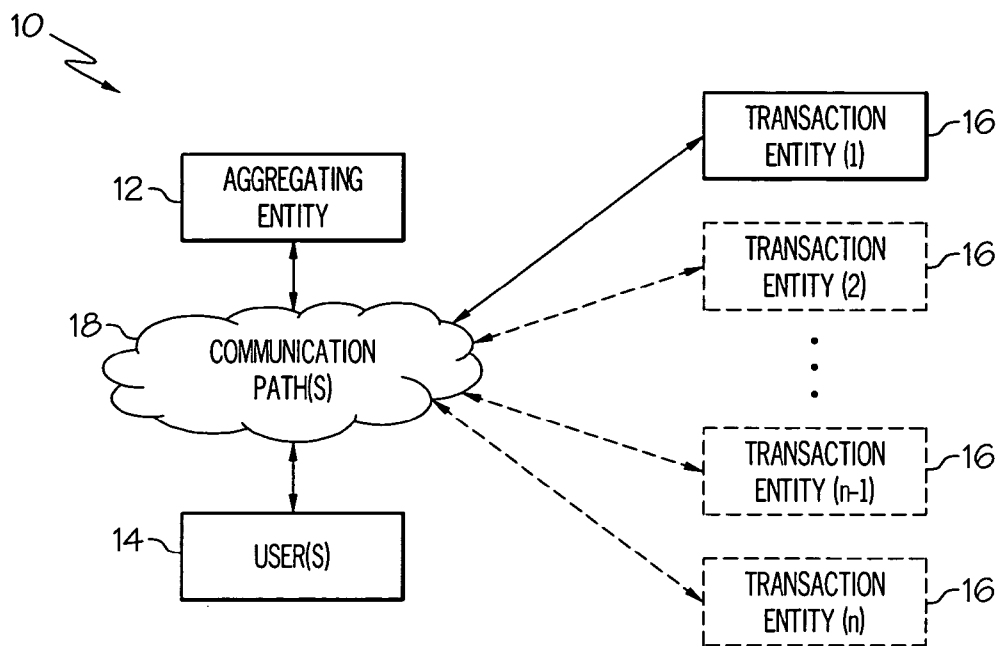 10
TRANSACTION
ENTITY (1)
16
12
AGGREGATING
ENTITY
TRANSACTION
ENTITY (2)
16
18
COMMUNICATION
PATH(S)
TRANSACTION
ENTITY (n-1)
16
14
USER(S)
TRANSACTION
ENTITY (n)
16